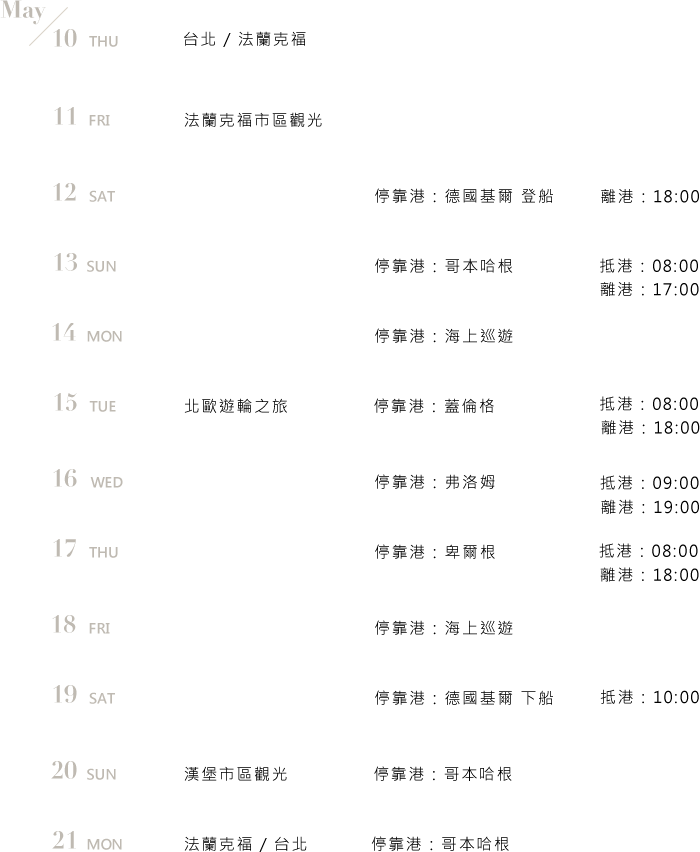 May
10 THU 台北 / 法蘭克福
11 FRI 法蘭克福市區觀光
12 SAT 停靠港：德國基爾 登船 離港：18:00
13 SUN 停靠港：哥本哈根 抵港：08:00
離港：17:00
14 MON 停靠港：海上巡遊
15 TUE 北歐遊輪之旅 停靠港：蓋倫格 抵港：08:00
離港：18:00
16 WED 停靠港：弗洛姆 抵港：09:00
離港：19:00
17 THU 停靠港：卑爾根 抵港：08:00
離港：18:00
18 FRI 停靠港：海上巡遊
19 SAT 停靠港：德國基爾 下船 抵港：10:00
20 SUN 漢堡市區觀光 停靠港：哥本哈根
21 MON 法蘭克福 / 台北 停靠港：哥本哈根